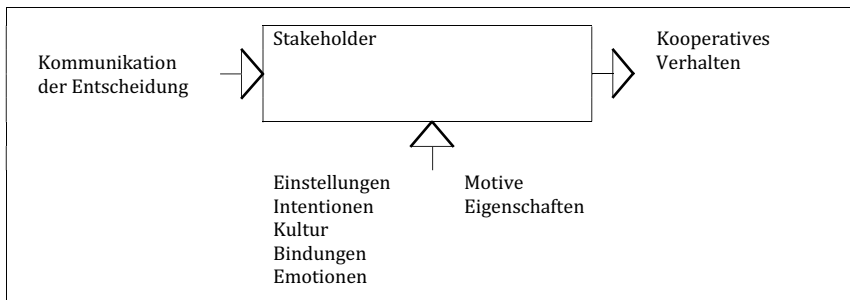 Stakeholder
Kommunikation
der Entscheidung
Kooperatives
Verhalten
Einstellungen
Intentionen
Kultur
Bindungen
Emotionen
Motive
Eigenschaften